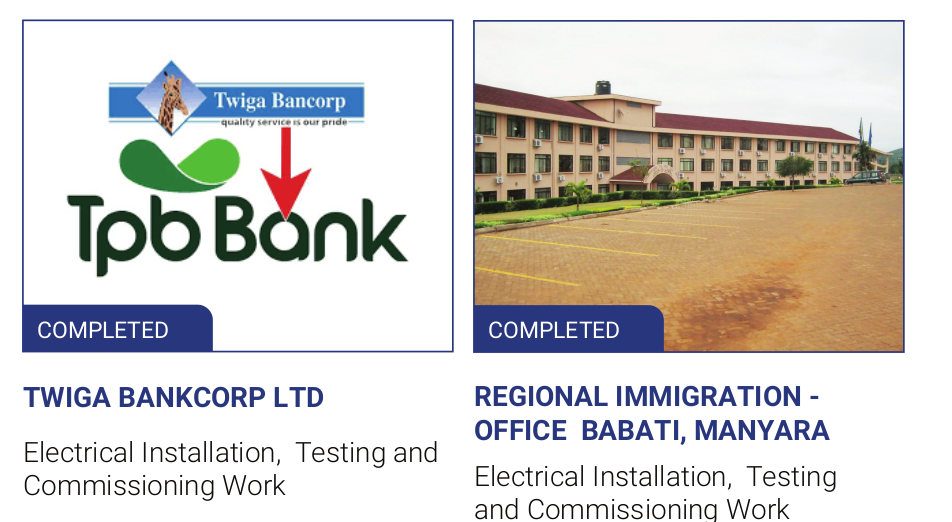 Twiga Bancorp
quality service is our pride
Tpb Bank
COMPLETED
TWIGA BANKCORP LTD
Electrical Installation, Testing and
Commissioning Work
COMPLETED
REGIONAL IMMIGRATION -
OFFICE BABATI, MANYARA
Electrical Installation, Testing
and Commissioning Work